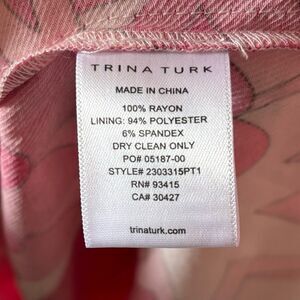 TRINA TURK
MADE IN CHINA
100% RAYON
LINING: 94% POLYESTER
6% SPANDEX
DRY CLEAN ONLY
PO# 05187-00
STYLE# 2303315PT1
RN# 93415
CA# 30427
trinaturk.com